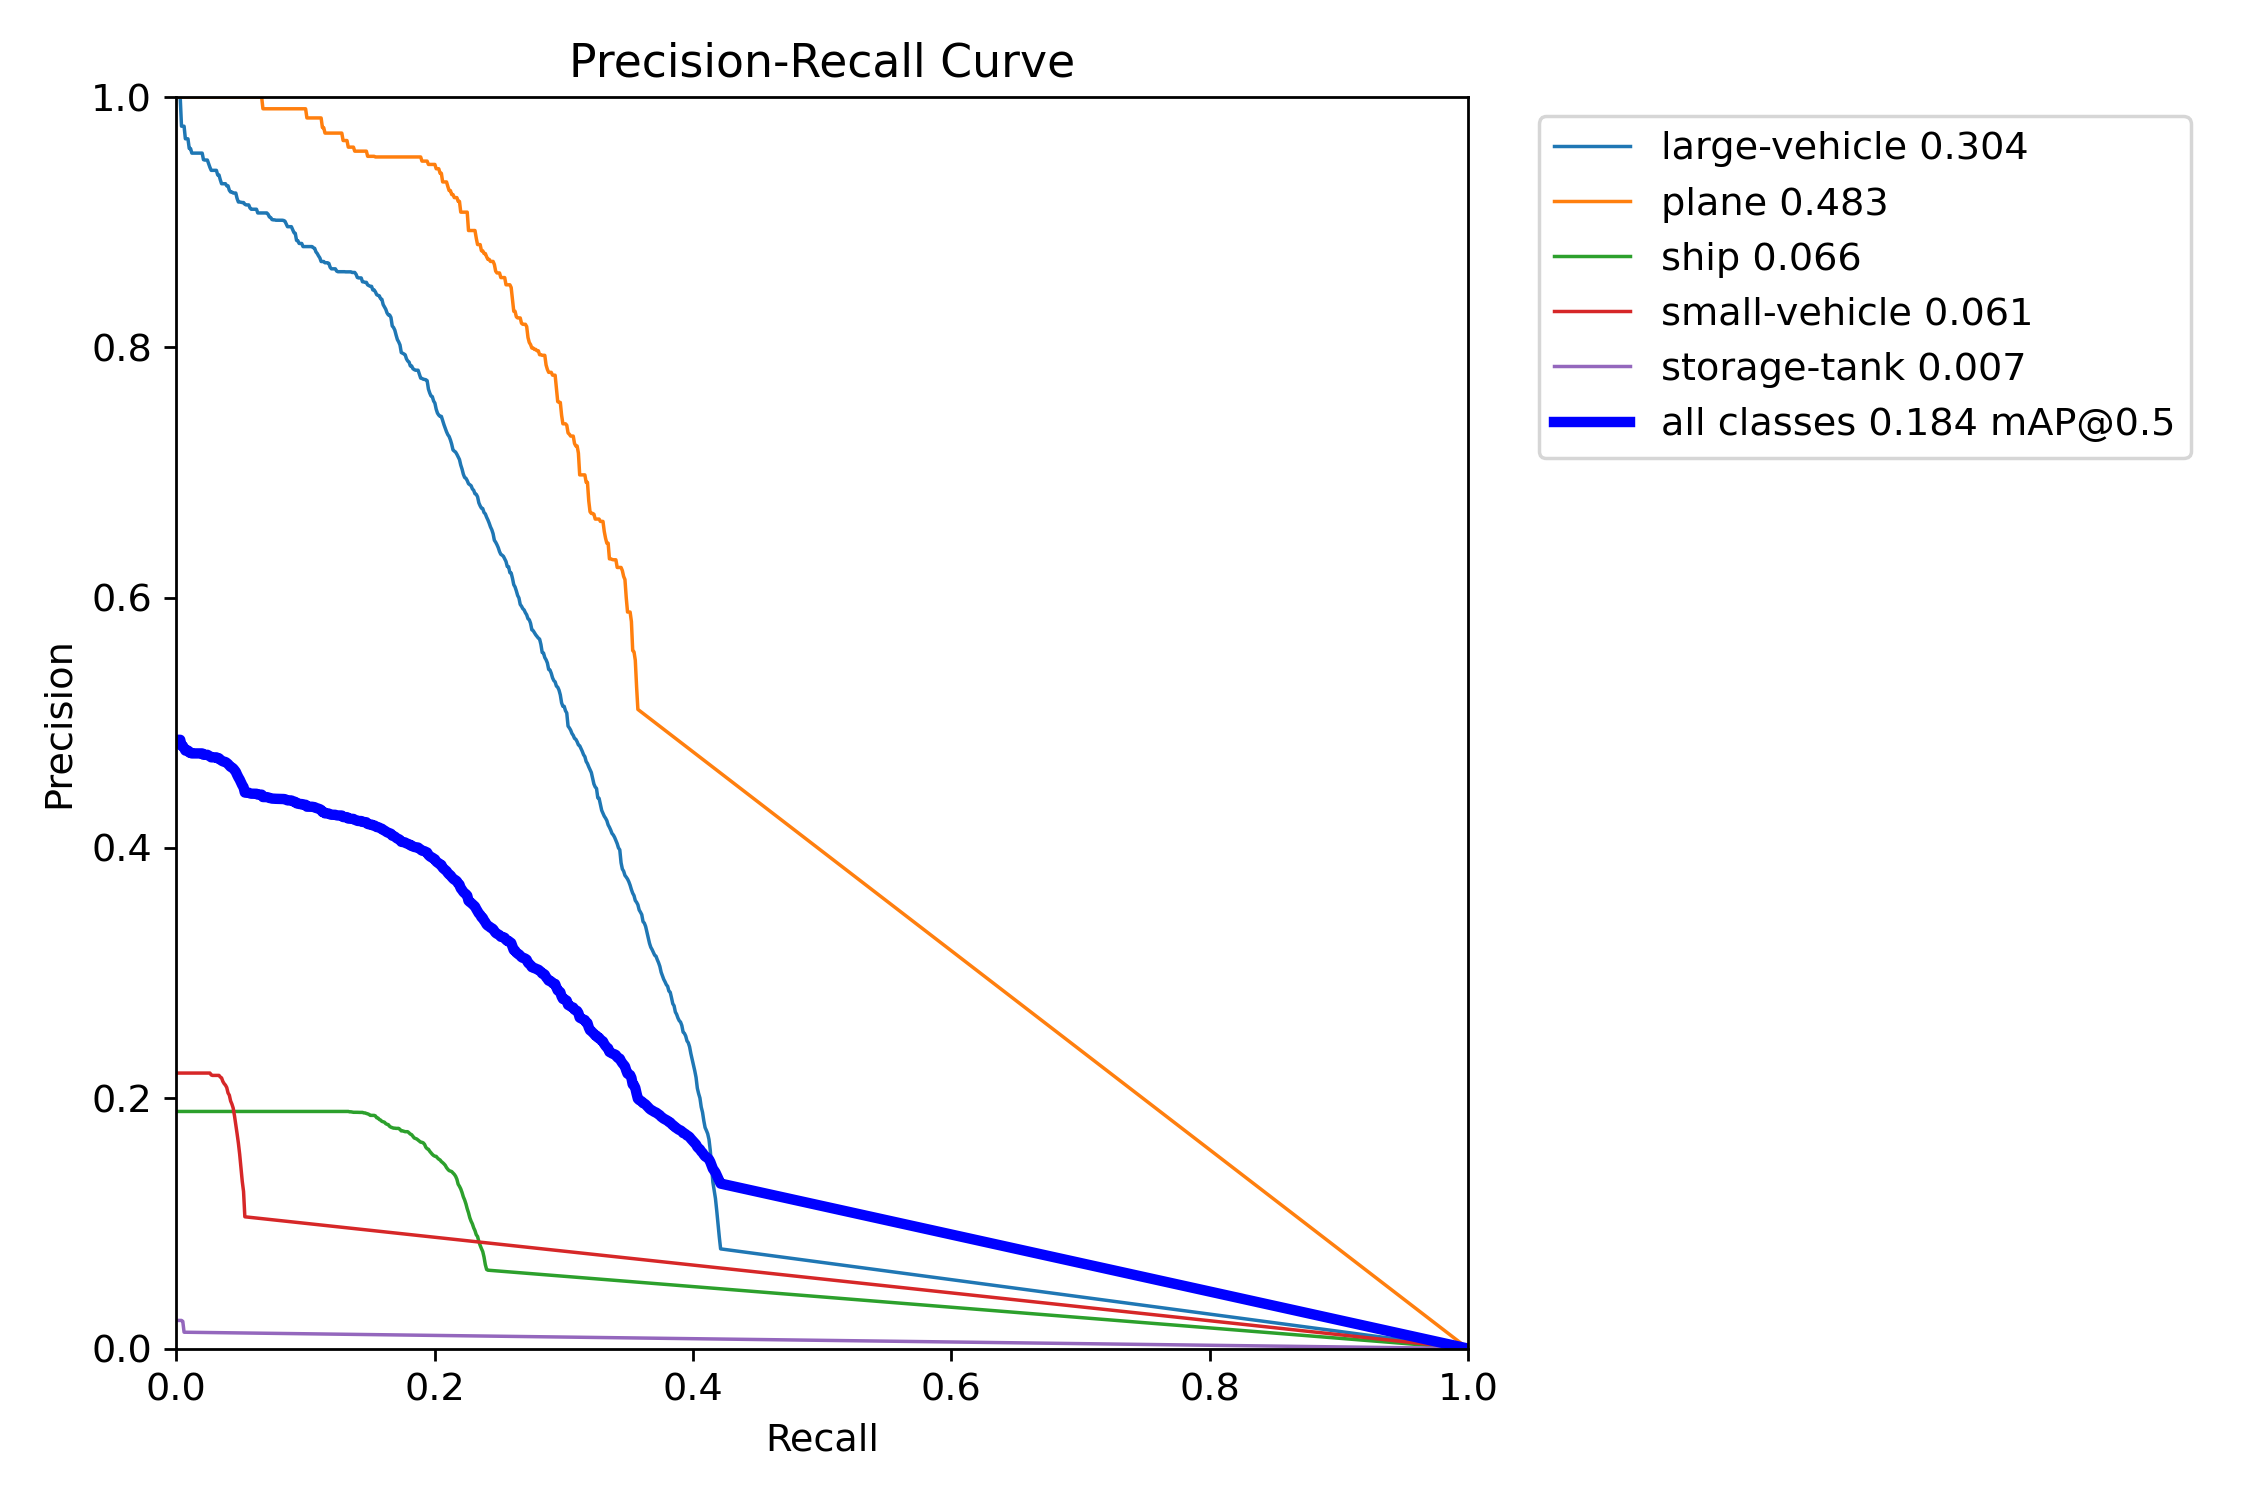 Precision-Recall Curve
1.0
0.8
0.6
0.4
0.2
0.0
Precision
0.0 0.2 0.4 0.6 0.8 1.0
Recall
large-vehicle 0.304
plane 0.483
ship 0.066
small-vehicle 0.061
storage-tank 0.007
all classes 0.184 mAP@0.5